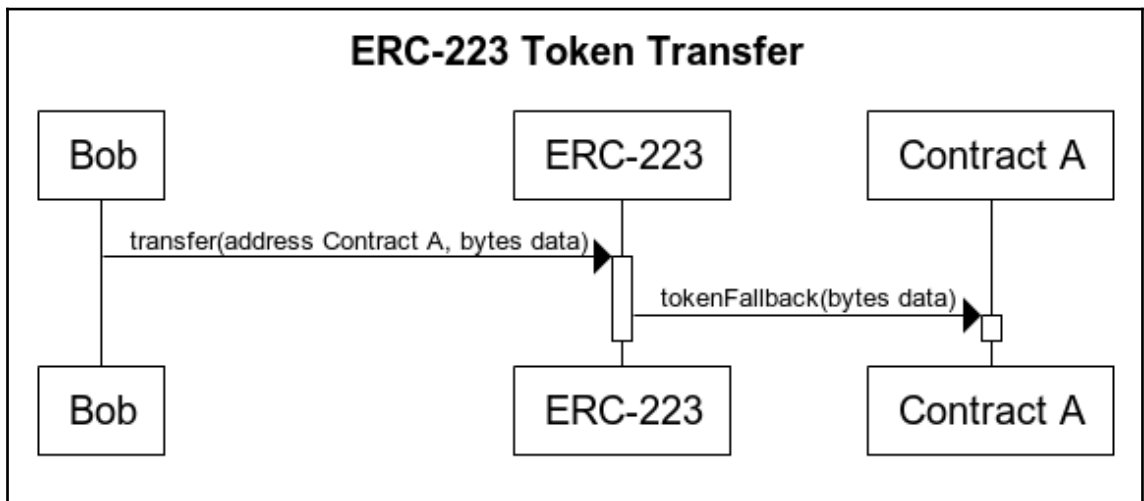 ERC-223 Token Transfer
Bob
ERC-223
Contract A
transfer(address Contract A, bytes data)
tokenFallback(bytes data)
Bob
ERC-223
Contract A